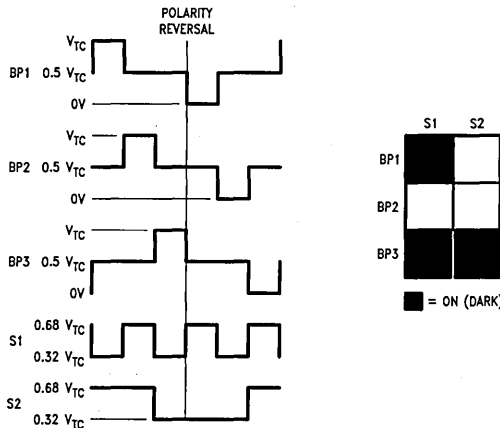 POLARITY
REVERSAL
V_TC
BP1 0.5 V_TC
0V
V_TC
BP2 0.5 V_TC
0V
V_TC
BP3 0.5 V_TC
0V
0.68 V_TC
S1
0.32 V_TC
0.68 V_TC
S2
0.32 V_TC
S1 S2
BP1
BP2
BP3
= ON (DARK)